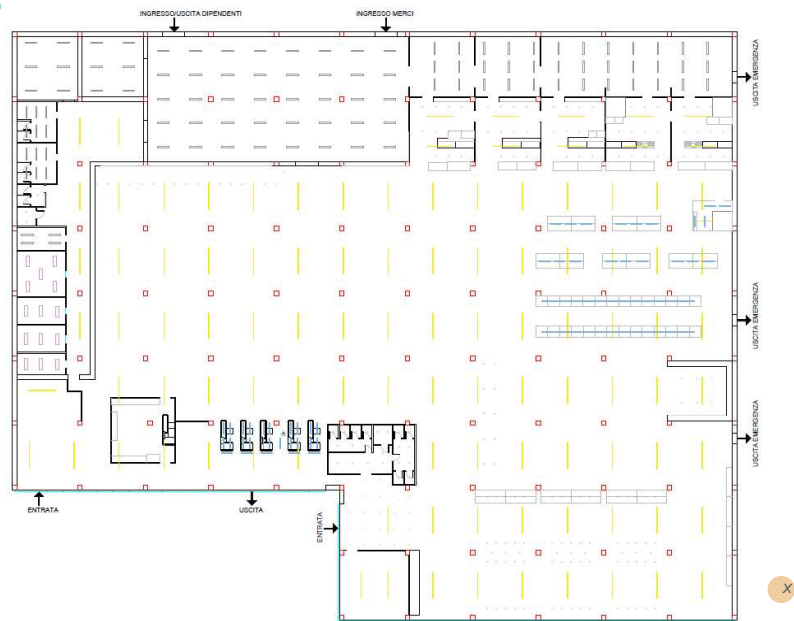 INGRESSO/USCITA DIPENDENTI
INGRESSO MERCI
USCITA EMERGENZA
USCITA EMERGENZA
USCITA EMERGENZA
ENTRATA
USCITA
ENTRATA
X